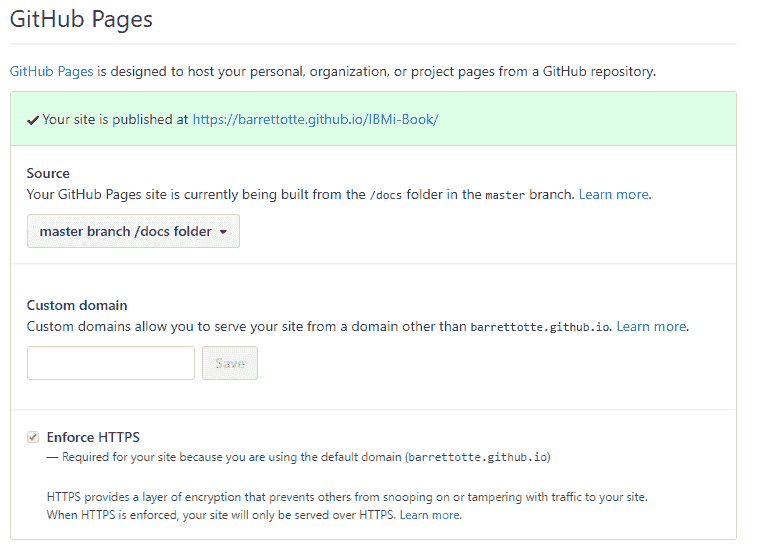 GitHub Pages
GitHub Pages is designed to host your personal, organization, or project pages from a GitHub repository.
Your site is published at https://barrettotte.github.io/IBMi-Book/
Source
Your GitHub Pages site is currently being built from the /docs folder in the master branch. Learn more.
master branch /docs folder
Custom domain
Custom domains allow you to serve your site from a domain other than barrettotte.github.io. Learn more.
Save
Enforce HTTPS
— Required for your site because you are using the default domain (barrettotte.github.io)
HTTPS provides a layer of encryption that prevents others from snooping on or tampering with traffic to your site.
When HTTPS is enforced, your site will only be served over HTTPS. Learn more.